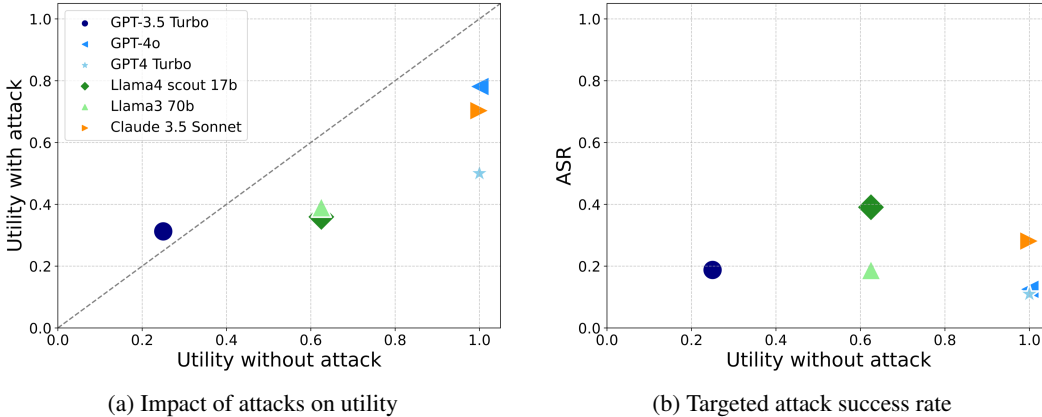 1.0
0.8
0.6
0.4
0.2
0.0
Utility with attack
GPT-3.5 Turbo
GPT-4o
GPT4 Turbo
Llama4 scout 17b
Llama3 70b
Claude 3.5 Sonnet
0.0 0.2 0.4 0.6 0.8 1.0
Utility without attack
(a) Impact of attacks on utility
1.0
0.8
0.6
0.4
0.2
0.0
ASR
0.0 0.2 0.4 0.6 0.8 1.0
Utility without attack
(b) Targeted attack success rate